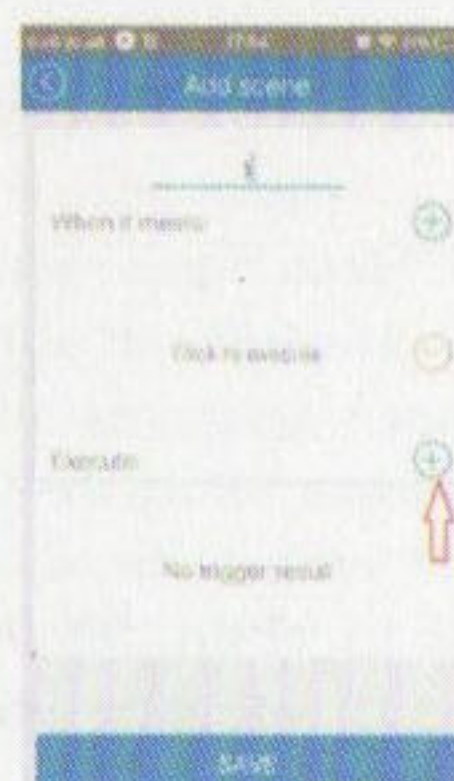 Add scene
When it meets:
Click to execute
Execute:
No trigger result
SAVE